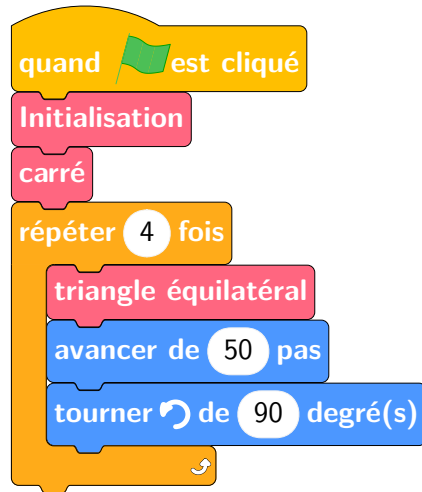 quand est cliqué
Initialisation
carré
répéter 4 fois
triangle équilatéral
avancer de 50 pas
tourner de 90 degré(s)